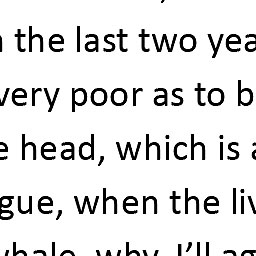 the last two yea
very poor as to b
e head, which is a
gue, when the liv
whale, why, I'll ag